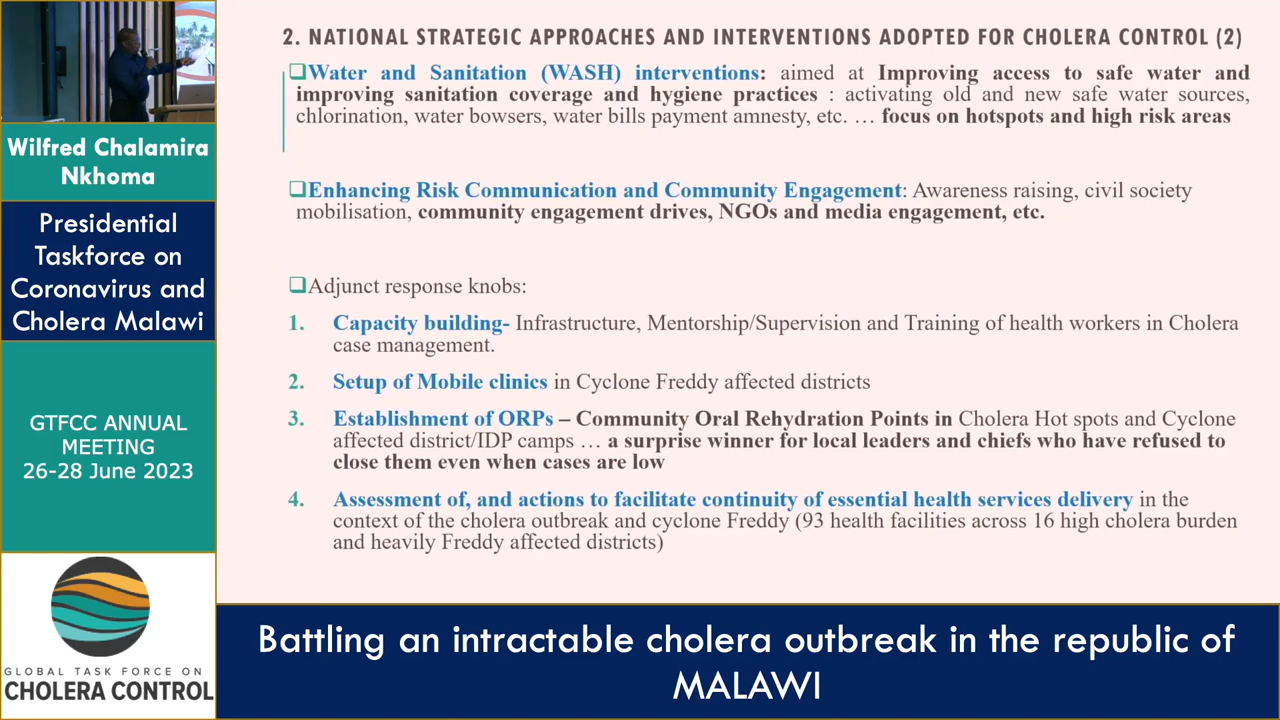 Wilfred Chalamira
Nkhoma
Presidential
Taskforce on
Coronavirus and
Cholera Malawi
GTFCC ANNUAL
MEETING
26-28 June 2023
GLOBAL TASK FORCE ON
CHOLERA CONTROL
2. NATIONAL STRATEGIC APPROACHES AND INTERVENTIONS ADOPTED FOR CHOLERA CONTROL (2)
❑Water and Sanitation (WASH) interventions: aimed at Improving access to safe water and
improving sanitation coverage and hygiene practices : activating old and new safe water sources,
chlorination, water bowsers, water bills payment amnesty, etc. … focus on hotspots and high risk areas
❑Enhancing Risk Communication and Community Engagement: Awareness raising, civil society
mobilisation, community engagement drives, NGOs and media engagement, etc.
❑Adjunct response knobs:
1. Capacity building- Infrastructure, Mentorship/Supervision and Training of health workers in Cholera
case management.
2. Setup of Mobile clinics in Cyclone Freddy affected districts
3. Establishment of ORPs – Community Oral Rehydration Points in Cholera Hot spots and Cyclone
affected district/IDP camps … a surprise winner for local leaders and chiefs who have refused to
close them even when cases are low
4. Assessment of, and actions to facilitate continuity of essential health services delivery in the
context of the cholera outbreak and cyclone Freddy (93 health facilities across 16 high cholera burden
and heavily Freddy affected districts)
Battling an intractable cholera outbreak in the republic of
MALAWI